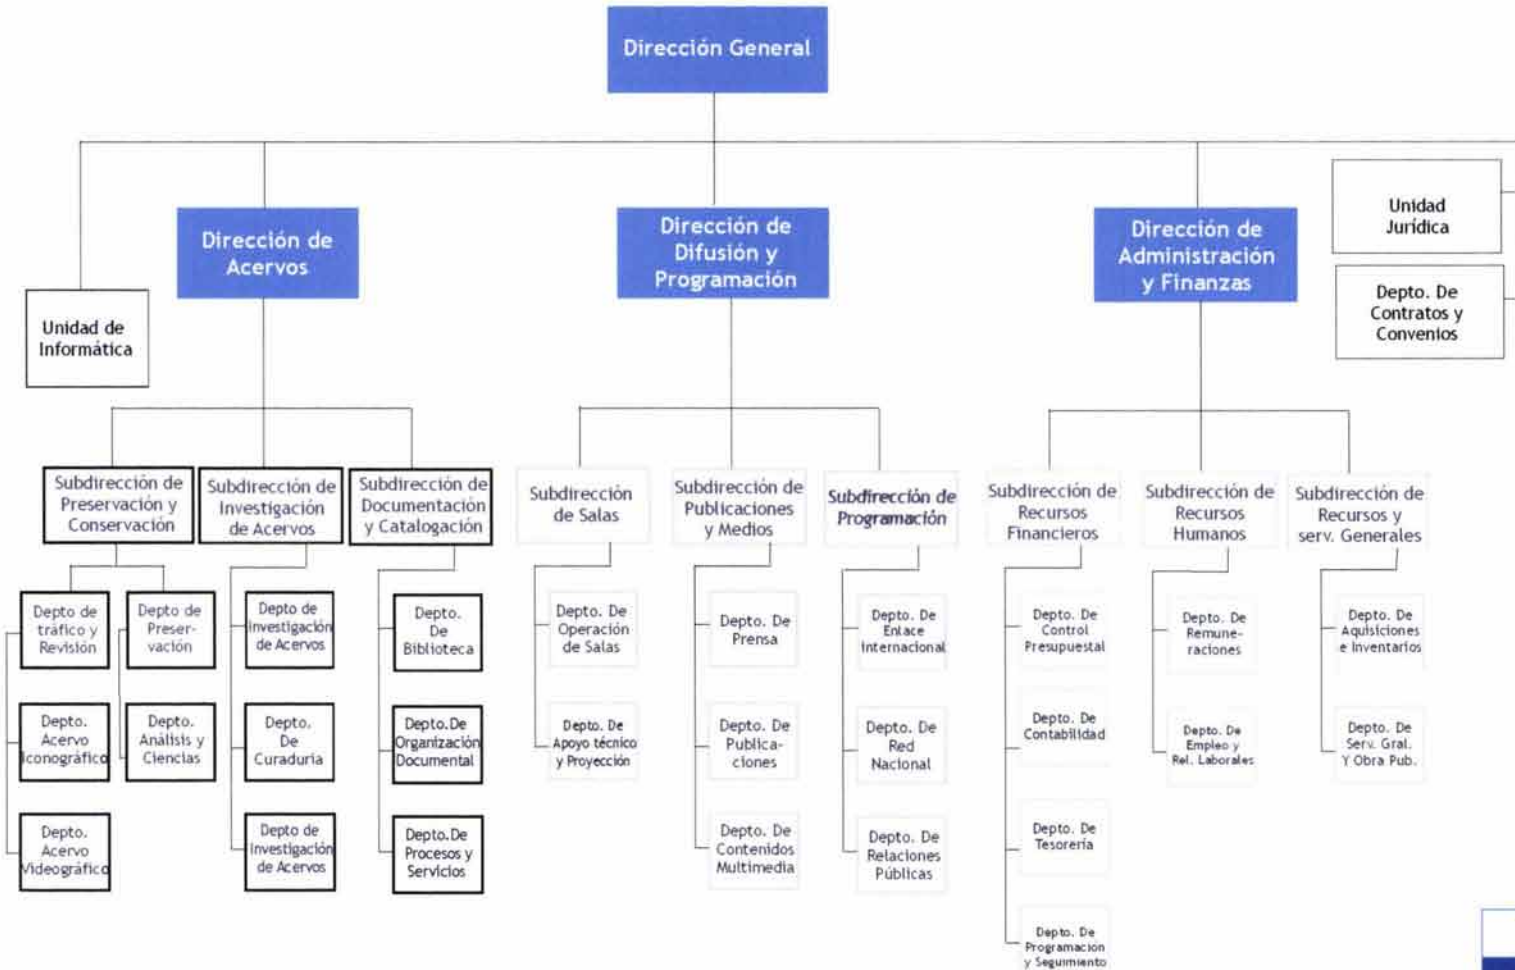 Dirección General
Dirección de
Acervos
Dirección de
Difusión y
Programación
Dirección de
Administración
y Finanzas
Unidad
Jurídica
Depto. De
Contratos y
Convenios
Unidad de
Informática
Subdirección de
Preservación y
Conservación
Subdirección de
Investigación
de Acervos
Subdirección de
Documentación
y Catalogación
Subdirección
de Salas
Subdirección de
Publicaciones
y Medios
Subdirección de
Programación
Subdirección de
Recursos
Financieros
Subdirección de
Recursos
Humanos
Subdirección de
Recursos y
serv. Generales
Depto de
tráfico y
Revisión
Depto de
Preser-
vación
Depto de
Investigación
de Acervos
Depto.
De
Biblioteca
Depto. De
Operación
de Salas
Depto. De
Prensa
Depto. De
Enlace
internacional
Depto. De
Control
Presupuestal
Depto. De
Remune-
raciones
Depto. De
Aquisiciones
e Inventarios
Depto.
Acervo
Iconográfico
Depto.
Análisis y
Ciencias
Depto.
De
Curaduria
Depto.De
Organización
Documental
Depto. De
Apoyo técnico
y Proyección
Depto. De
Publica-
ciones
Depto. De
Red
Nacional
Depto. De
Contabilidad
Depto. De
Empleo y
Rel. Laborales
Depto. De
Serv. Gral.
Y Obra Pub.
Depto.
Acervo
Videográfico
Depto de
Investigación
de Acervos
Depto.De
Procesos y
Servicios
Depto. De
Contenidos
Multimedia
Depto. De
Relaciones
Públicas
Depto. De
Tesorería
Depto. De
Programación
y Seguimiento